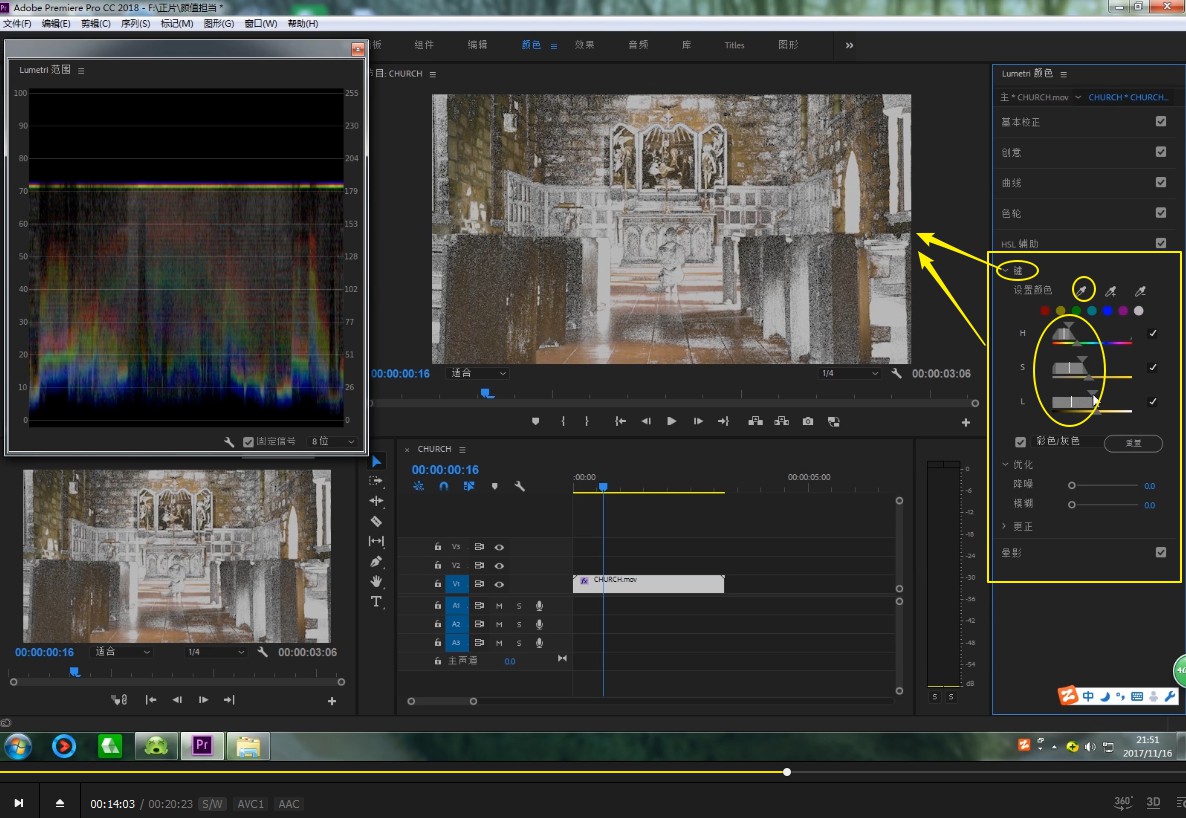 Adobe Premiere Pro CC 2018 - F:\正片\颜值担当 *
文件(F) 编辑(E) 剪辑(C) 序列(S) 标记(M) 图形(G) 窗口(W) 帮助(H)
板 组件 编辑 颜色 效果 音频 库 Titles 图形
Lumetri 范围
100 255
90 230
80 204
70 179
60 153
50 128
40 102
30 77
20 51
10 26
0 0
固定信号 8 位
目: CHURCH
00:00:00:16 适合 1/4 00:00:03:06
Lumetri 颜色
主 * CHURCH.mov CHURCH * CHURCH...
基本校正
创意
曲线
色轮
HSL 辅助
键
设置颜色
H
S
L
彩色/灰色 重置
优化
降噪 0.0
模糊 0.0
更正
晕影
00:00:00:16 适合 1/4 00:00:03:06
× CHURCH
00:00:00:16
:00:00 00:00:05:00
V3
V2
V1 CHURCH.mov
A1 M S
A2 M S
A3 M S
主声道 0.0
0
-6
-12
-18
-24
-30
-36
-42
-48
-54
dB
S S
中
Pr
21:51
2017/11/16
00:14:03 / 00:20:23 S/W AVC1 AAC
360° 3D